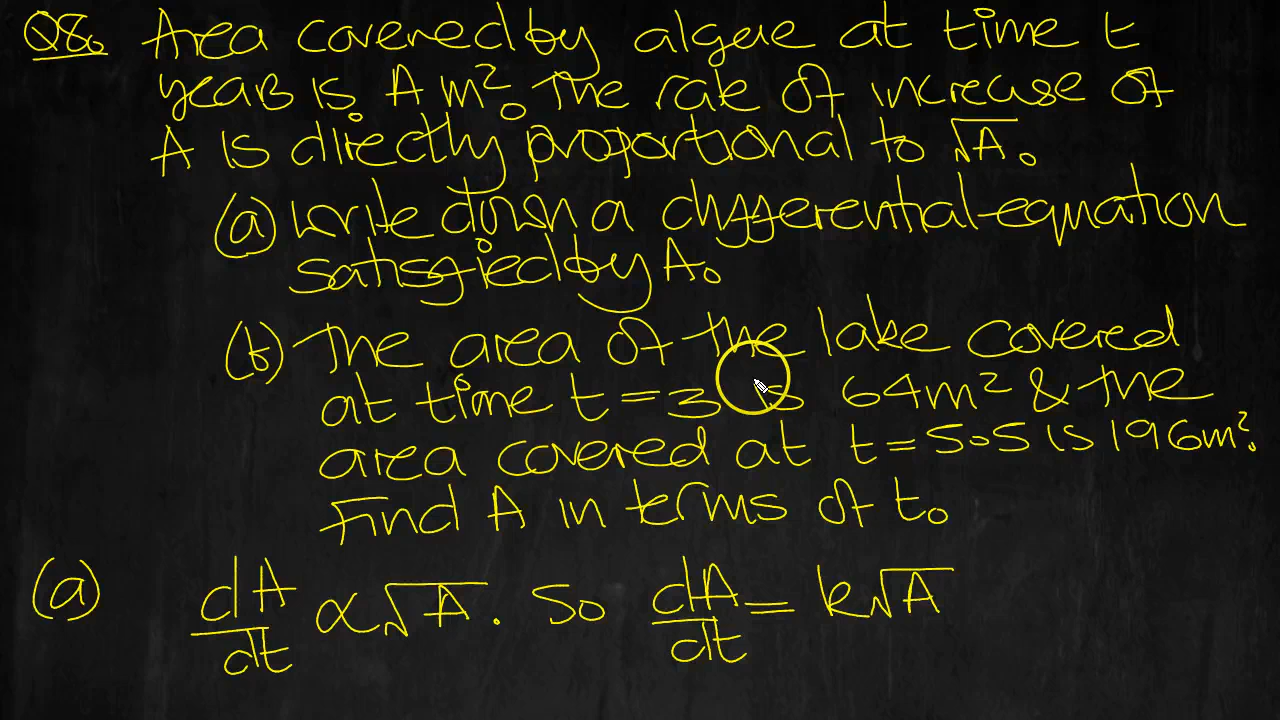 Q8. Area covered by algae at time t
years is A m². The rate of increase of
A is directly proportional to √A.
(a) Write down a differential equation
satisfied by A.
(b) The area of the lake covered
at time t = 3 is 64m² & the
area covered at t = 5.5 is 196m².
Find A in terms of t.
(a) dA/dt ∝ √A. So dA/dt = k√A